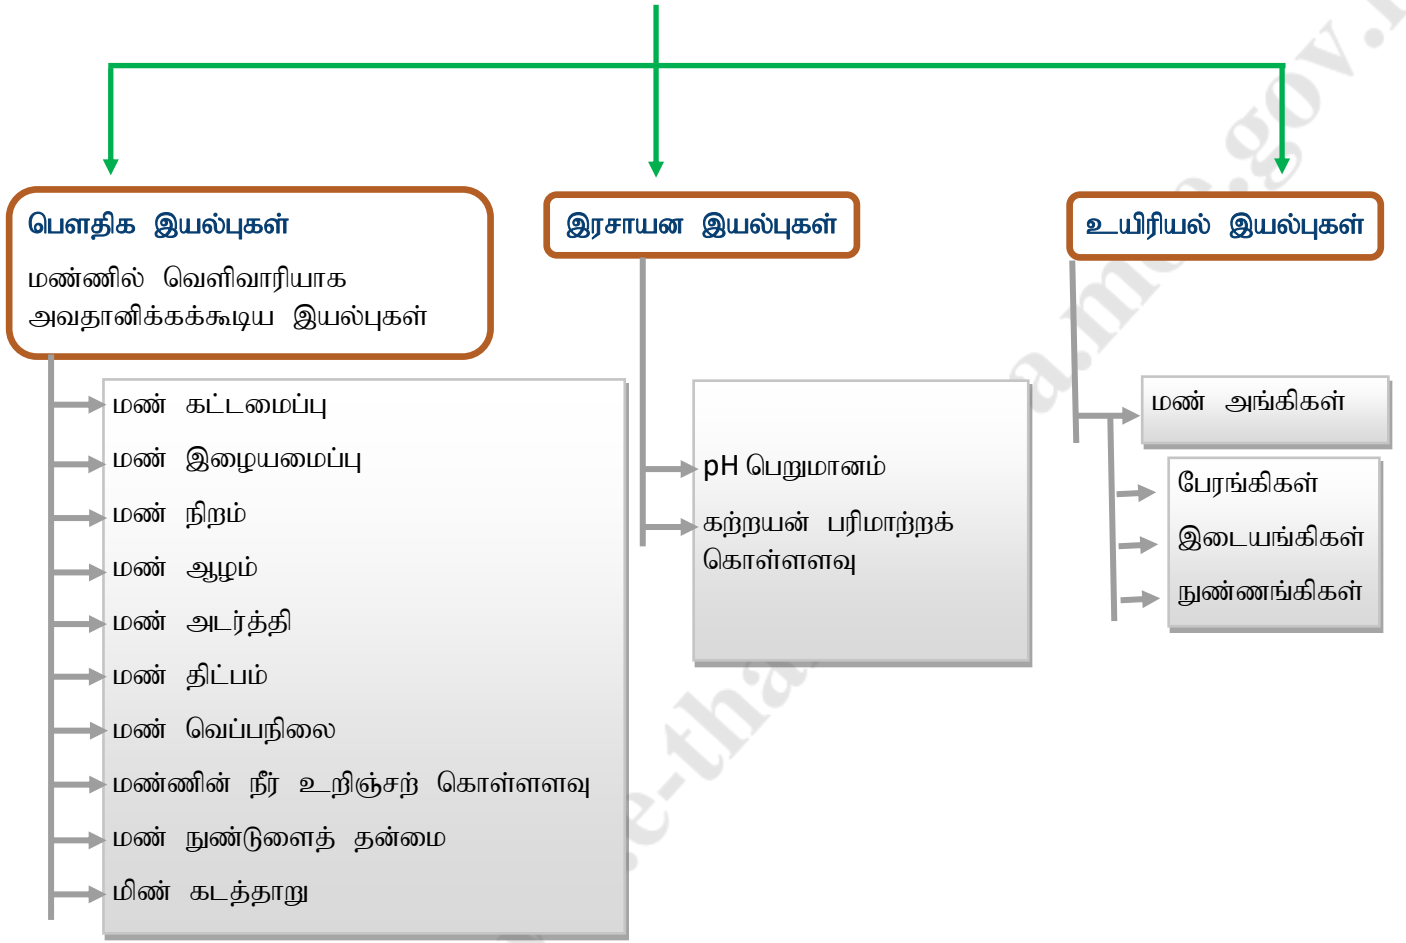 பௌதிக இயல்புகள்
மண்ணில் வெளிவாரியாக
அவதானிக்கக்கூடிய இயல்புகள்
மண் கட்டமைப்பு
மண் இழையமைப்பு
மண் நிறம்
மண் ஆழம்
மண் அடர்த்தி
மண் திட்பம்
மண் வெப்பநிலை
மண்ணின் நீர் உறிஞ்சற் கொள்ளளவு
மண் நுண்டுளைத் தன்மை
மிண் கடத்தாறு
இரசாயன இயல்புகள்
pH பெறுமானம்
கற்றயன் பரிமாற்றக்
கொள்ளளவு
உயிரியல் இயல்புகள்
மண் அங்கிகள்
பேரங்கிகள்
இடையங்கிகள்
நுண்ணங்கிகள்